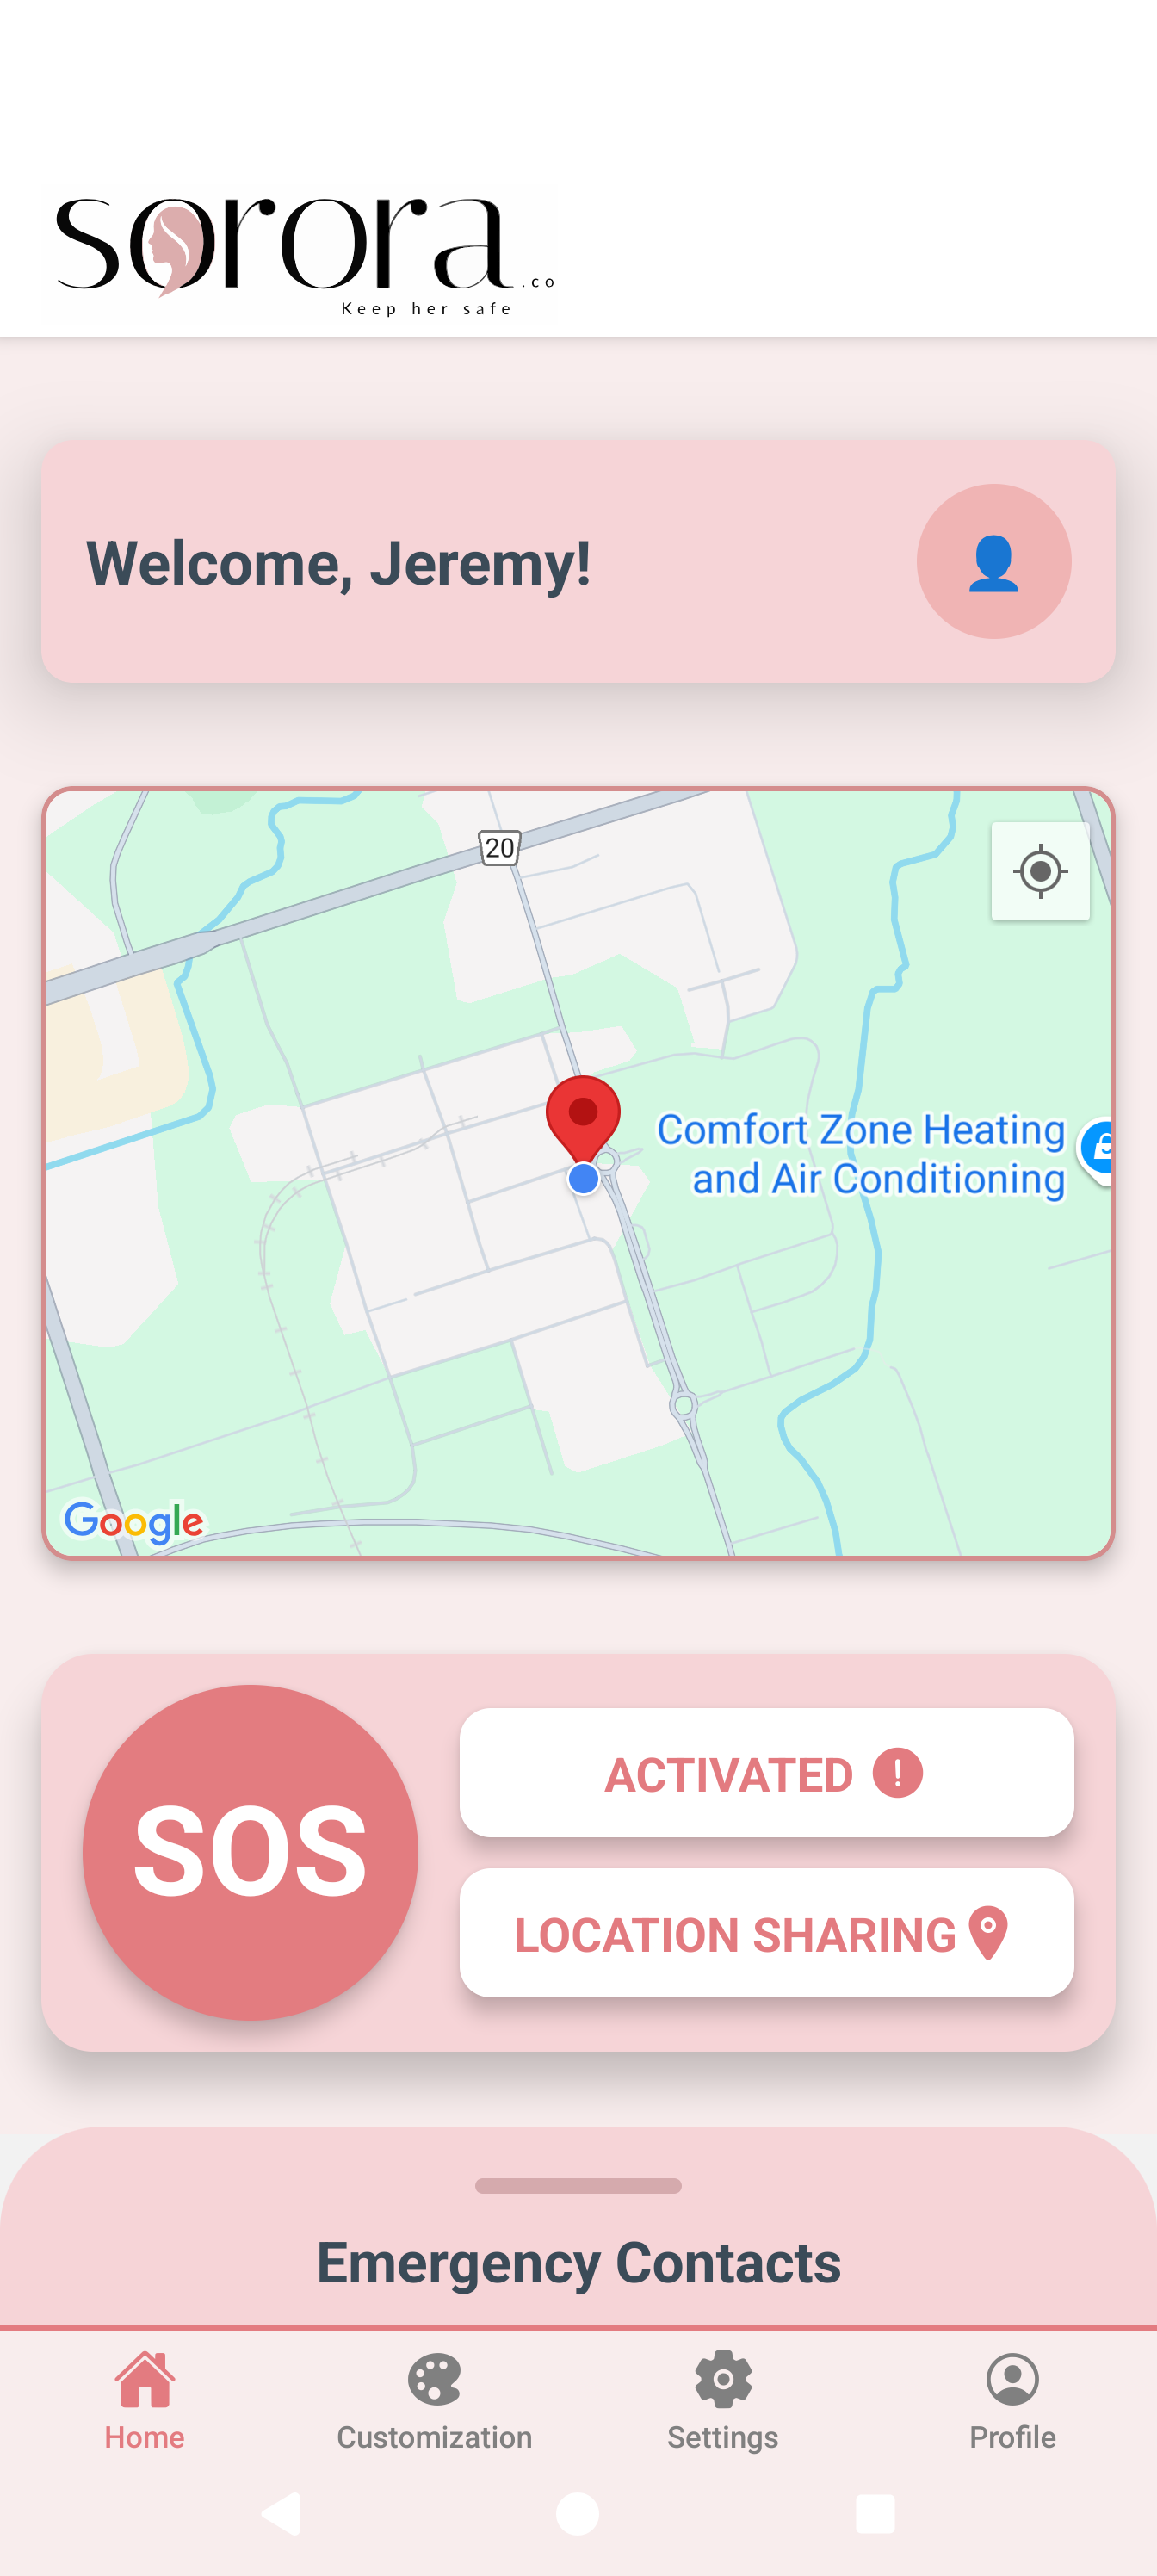 sorora.co
Keep her safe
Welcome, Jeremy!
20
Comfort Zone Heating
and Air Conditioning
Google
SOS
ACTIVATED
LOCATION SHARING
Emergency Contacts
Home
Customization
Settings
Profile